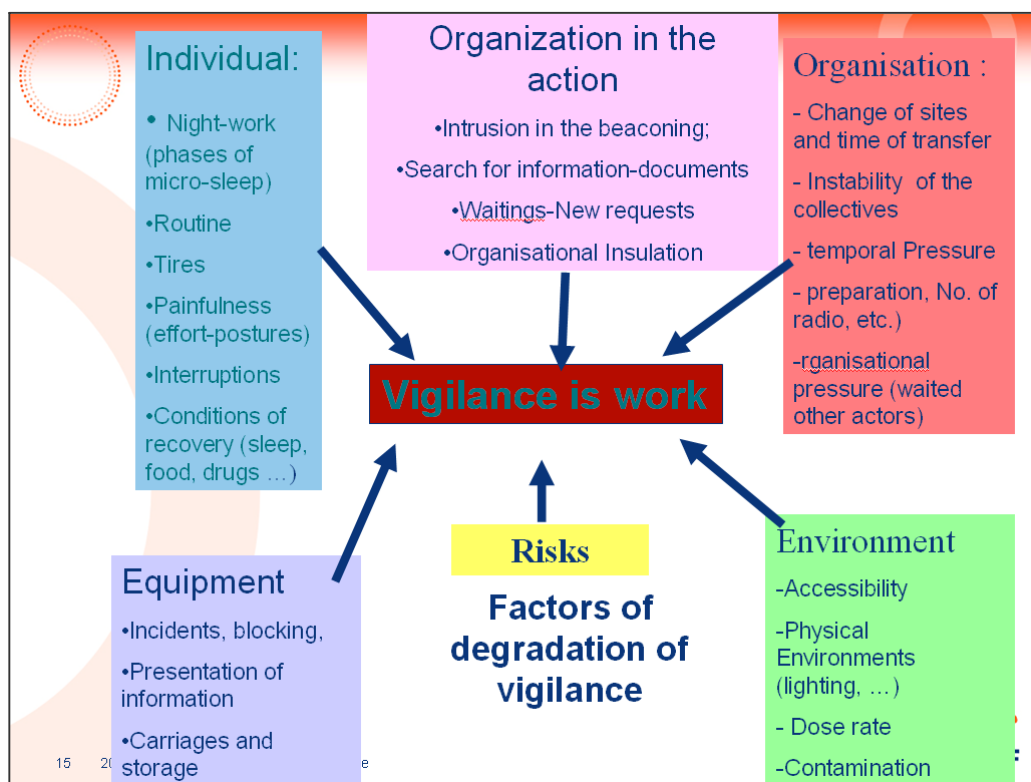 Individual:
• Night-work
(phases of
micro-sleep)
•Routine
•Tires
•Painfulness
(effort-postures)
•Interruptions
•Conditions of
recovery (sleep,
food, drugs ...)
Organization in the
action
•Intrusion in the beaconing;
•Search for information-documents
•Waitings-New requests
•Organisational Insulation
Organisation :
- Change of sites
and time of transfer
- Instability of the
collectives
- temporal Pressure
- preparation, No. of
radio, etc.)
-rganisational
pressure (waited
other actors)
Vigilance is work
Equipment
•Incidents, blocking,
•Presentation of
information
•Carriages and
storage
Risks
Factors of
degradation of
vigilance
Environment
-Accessibility
-Physical
Environments
(lighting, ...)
- Dose rate
- Contamination
15